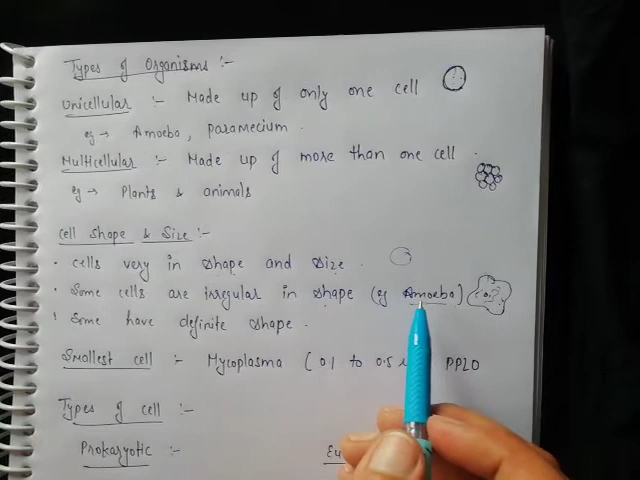 Types of Organisms :-
Unicellular :- Made up of only one cell
eg → Amoeba, paramecium.
Multicellular :- Made up of more than one cell.
eg → Plants & animals
Cell Shape & Size :-
• Cells very in shape and size.
• Some cells are irregular in shape (eg Amoeba)
• Some have definite shape.
Smallest cell :- Mycoplasma (0.1 to 0.5 PPLO
Types of cell :-
Prokaryotic :- Eu